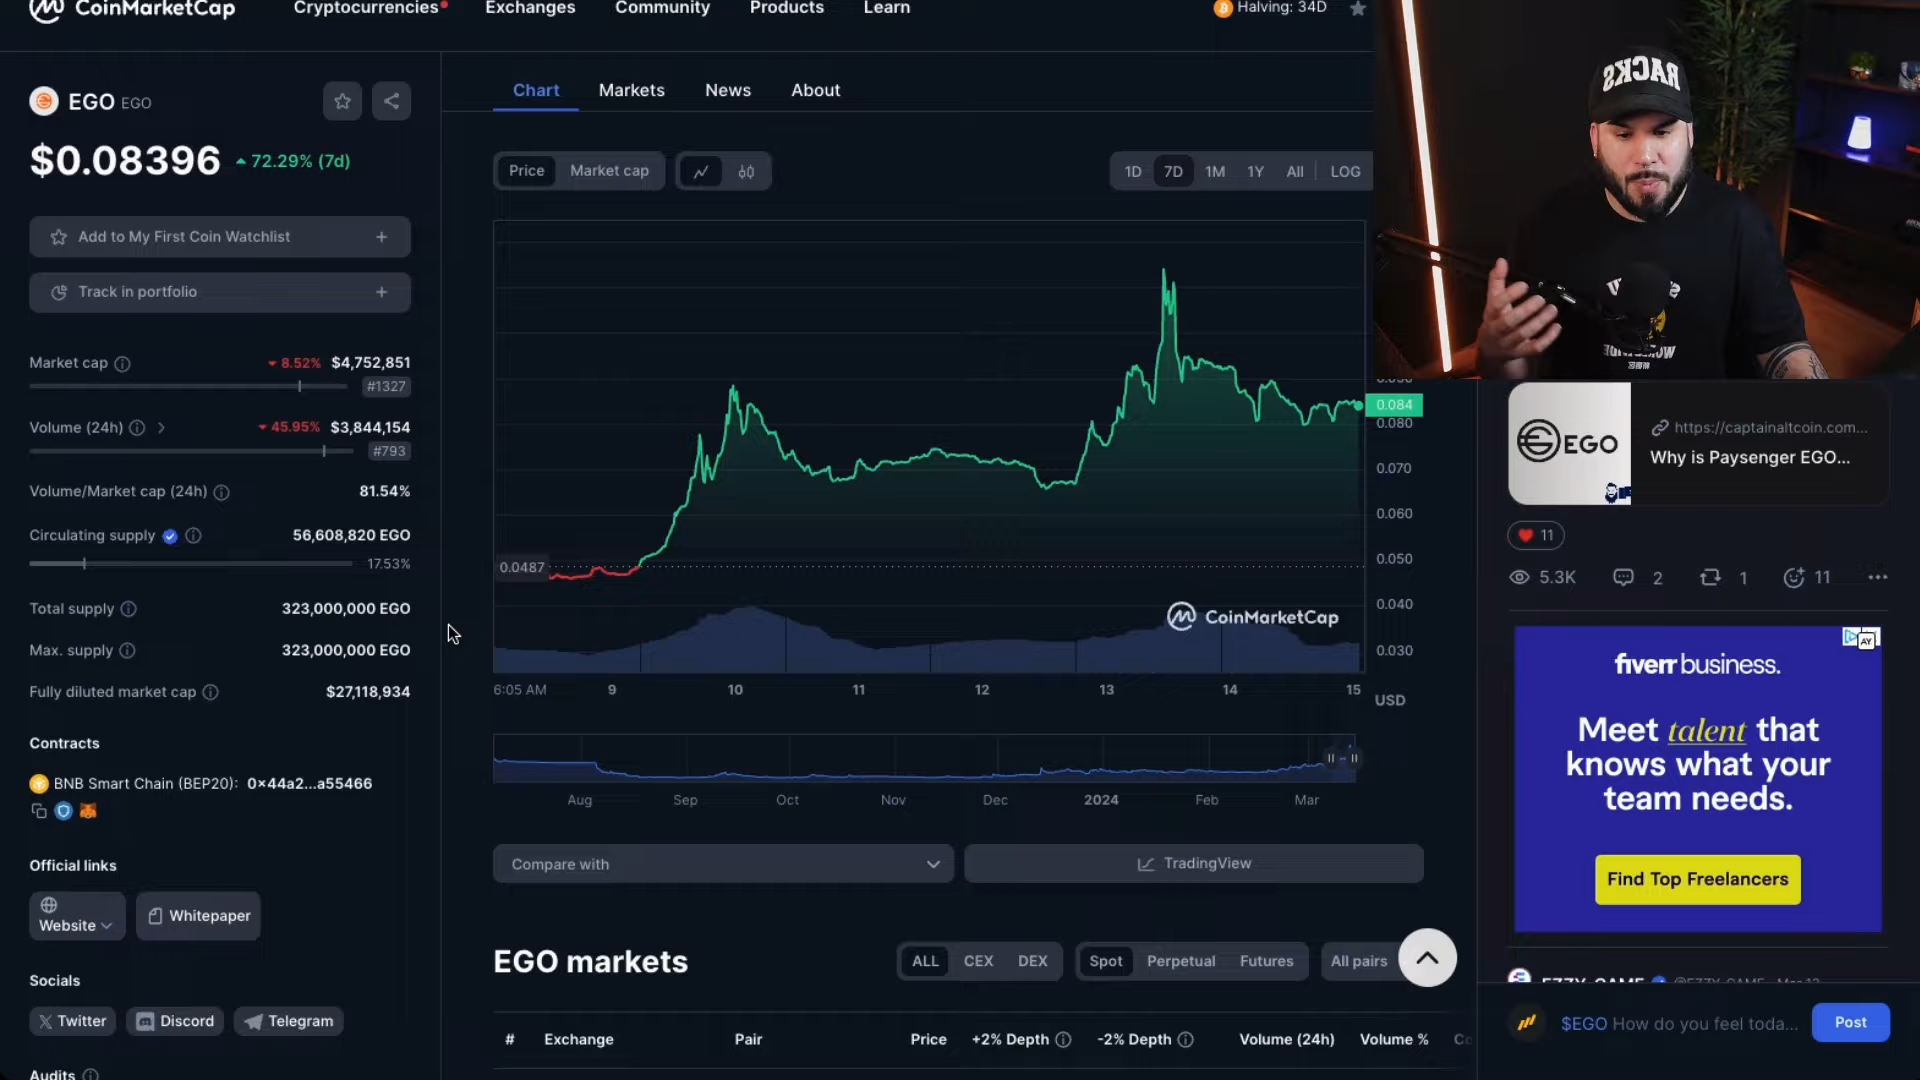 CoinMarketCap
Cryptocurrencies
Exchanges
Community
Products
Learn
Halving: 34D
EGO EGO
$0.08396
72.29% (7d)
Add to My First Coin Watchlist
+
Track in portfolio
+
Market cap
8.52% $4,752,851
#1327
Volume (24h)
45.95% $3,844,154
#793
Volume/Market cap (24h)
81.54%
Circulating supply
56,608,820 EGO
17.53%
Total supply
323,000,000 EGO
Max. supply
323,000,000 EGO
Fully diluted market cap
$27,118,934
Contracts
BNB Smart Chain (BEP20): 0x44a2...a55466
Official links
Website
Whitepaper
Socials
Twitter
Discord
Telegram
Audits
Chart
Markets
News
About
Price
Market cap
1D
7D
1M
1Y
All
LOG
0.084
0.080
0.070
0.060
0.050
0.040
0.030
0.0487
CoinMarketCap
6:05 AM
9
10
11
12
13
14
15
USD
Aug
Sep
Oct
Nov
Dec
2024
Feb
Mar
Compare with
TradingView
EGO markets
ALL
CEX
DEX
Spot
Perpetual
Futures
All pairs
#
Exchange
Pair
Price
+2% Depth
-2% Depth
Volume (24h)
Volume %
RACKS
EGO
https://captainaltcoin.com...
Why is Paysenger EGO...
11
5.3K
2
1
11
fiverr business.
Meet talent that
knows what your
team needs.
Find Top Freelancers
$EGO How do you feel toda...
Post